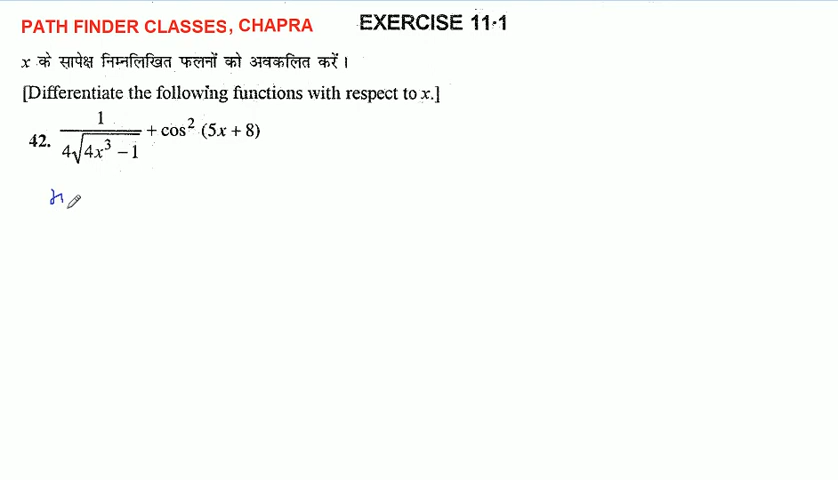 PATH FINDER CLASSES, CHAPRA EXERCISE 11·1
x के सापेक्ष निम्नलिखित फलनों को अवकलित करें।
[Differentiate the following functions with respect to x.]
42. 1/(4√(4x³ – 1)) + cos² (5x + 8)